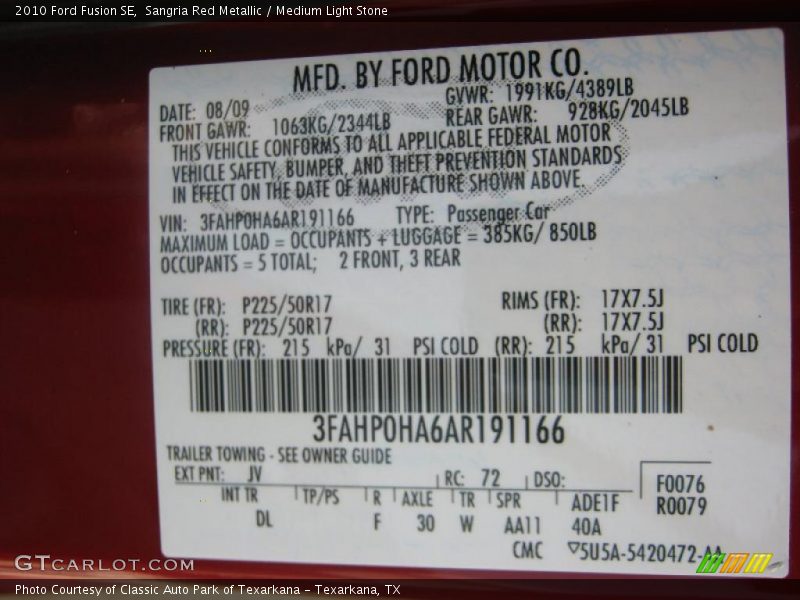 2010 Ford Fusion SE, Sangria Red Metallic / Medium Light Stone
MFD. BY FORD MOTOR CO.
DATE: 08/09 GVWR: 1991KG/4389LB
FRONT GAWR: 1063KG/2344LB REAR GAWR: 928KG/2045LB
THIS VEHICLE CONFORMS TO ALL APPLICABLE FEDERAL MOTOR
VEHICLE SAFETY, BUMPER, AND THEFT PREVENTION STANDARDS
IN EFFECT ON THE DATE OF MANUFACTURE SHOWN ABOVE.
VIN: 3FAHP0HA6AR191166 TYPE: Passenger Car
MAXIMUM LOAD = OCCUPANTS + LUGGAGE = 385KG/ 850LB
OCCUPANTS = 5 TOTAL; 2 FRONT, 3 REAR
TIRE (FR): P225/50R17 RIMS (FR): 17X7.5J
(RR): P225/50R17 (RR): 17X7.5J
PRESSURE (FR): 215 kPa/ 31 PSI COLD (RR): 215 kPa/ 31 PSI COLD
3FAHP0HA6AR191166
TRAILER TOWING - SEE OWNER GUIDE
EXT PNT: JV RC: 72 DSO: F0076
INT TR TP/PS R AXLE TR SPR ADE1F R0079
DL F 30 W AA11 40A
CMC 5U5A-5420472-AA
GTCARLOT.COM
Photo Courtesy of Classic Auto Park of Texarkana - Texarkana, TX